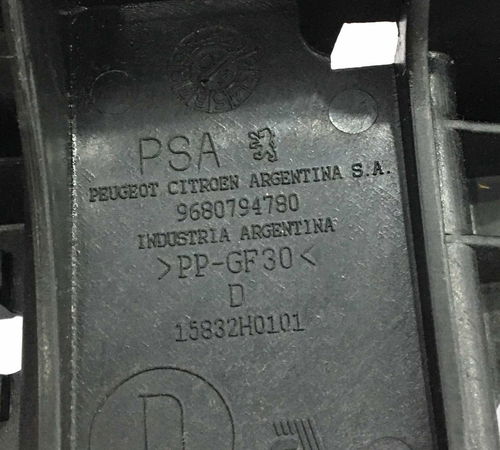 PSA
PEUGEOT CITROEN ARGENTINA S.A.
9680794780
INDUSTRIA ARGENTINA
>PP-GF30<
D
15832H0101
D